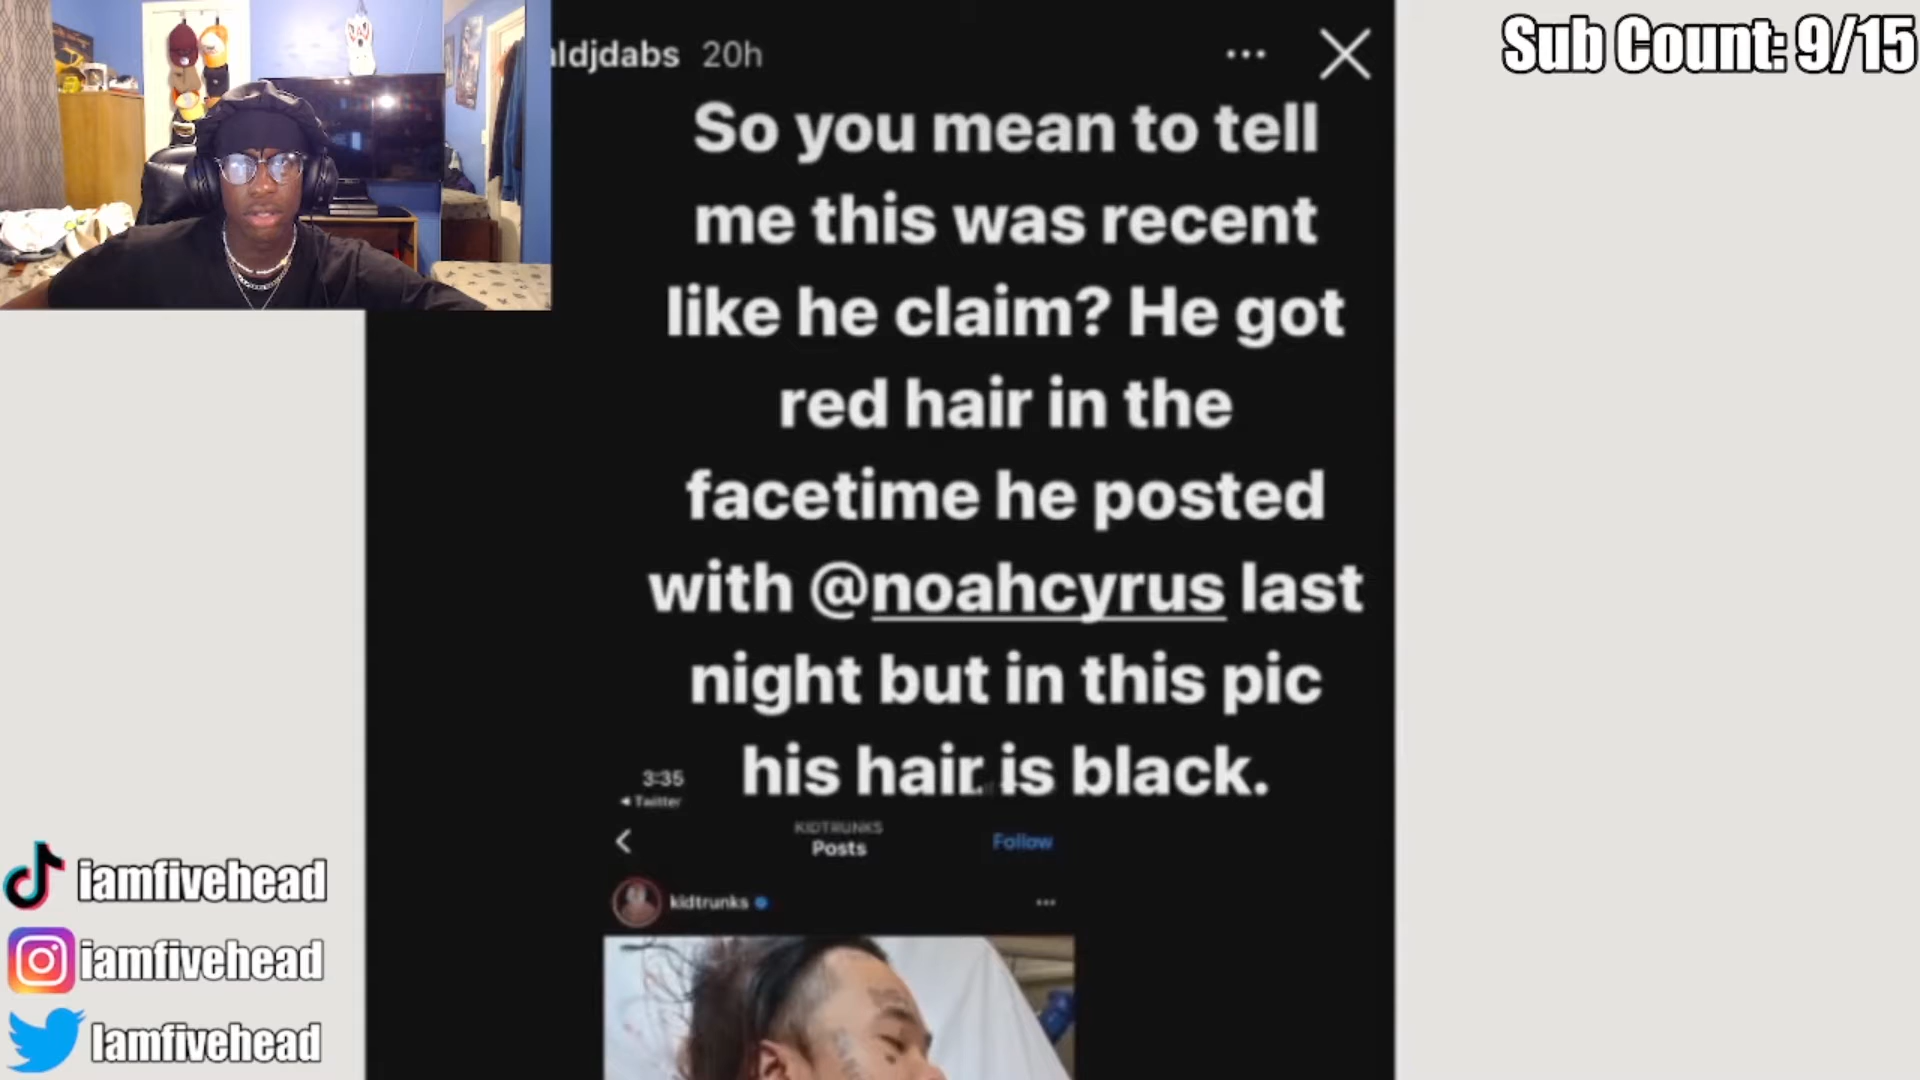 Sub Count: 9/15
ldjdabs 20h
So you mean to tell
me this was recent
like he claim? He got
red hair in the
facetime he posted
with @noahcyrus last
night but in this pic
his hair is black.
3:35
Twitter
KIDTRUNKS
Posts
Follow
kidtrunks
iamfivehead
iamfivehead
Iamfivehead